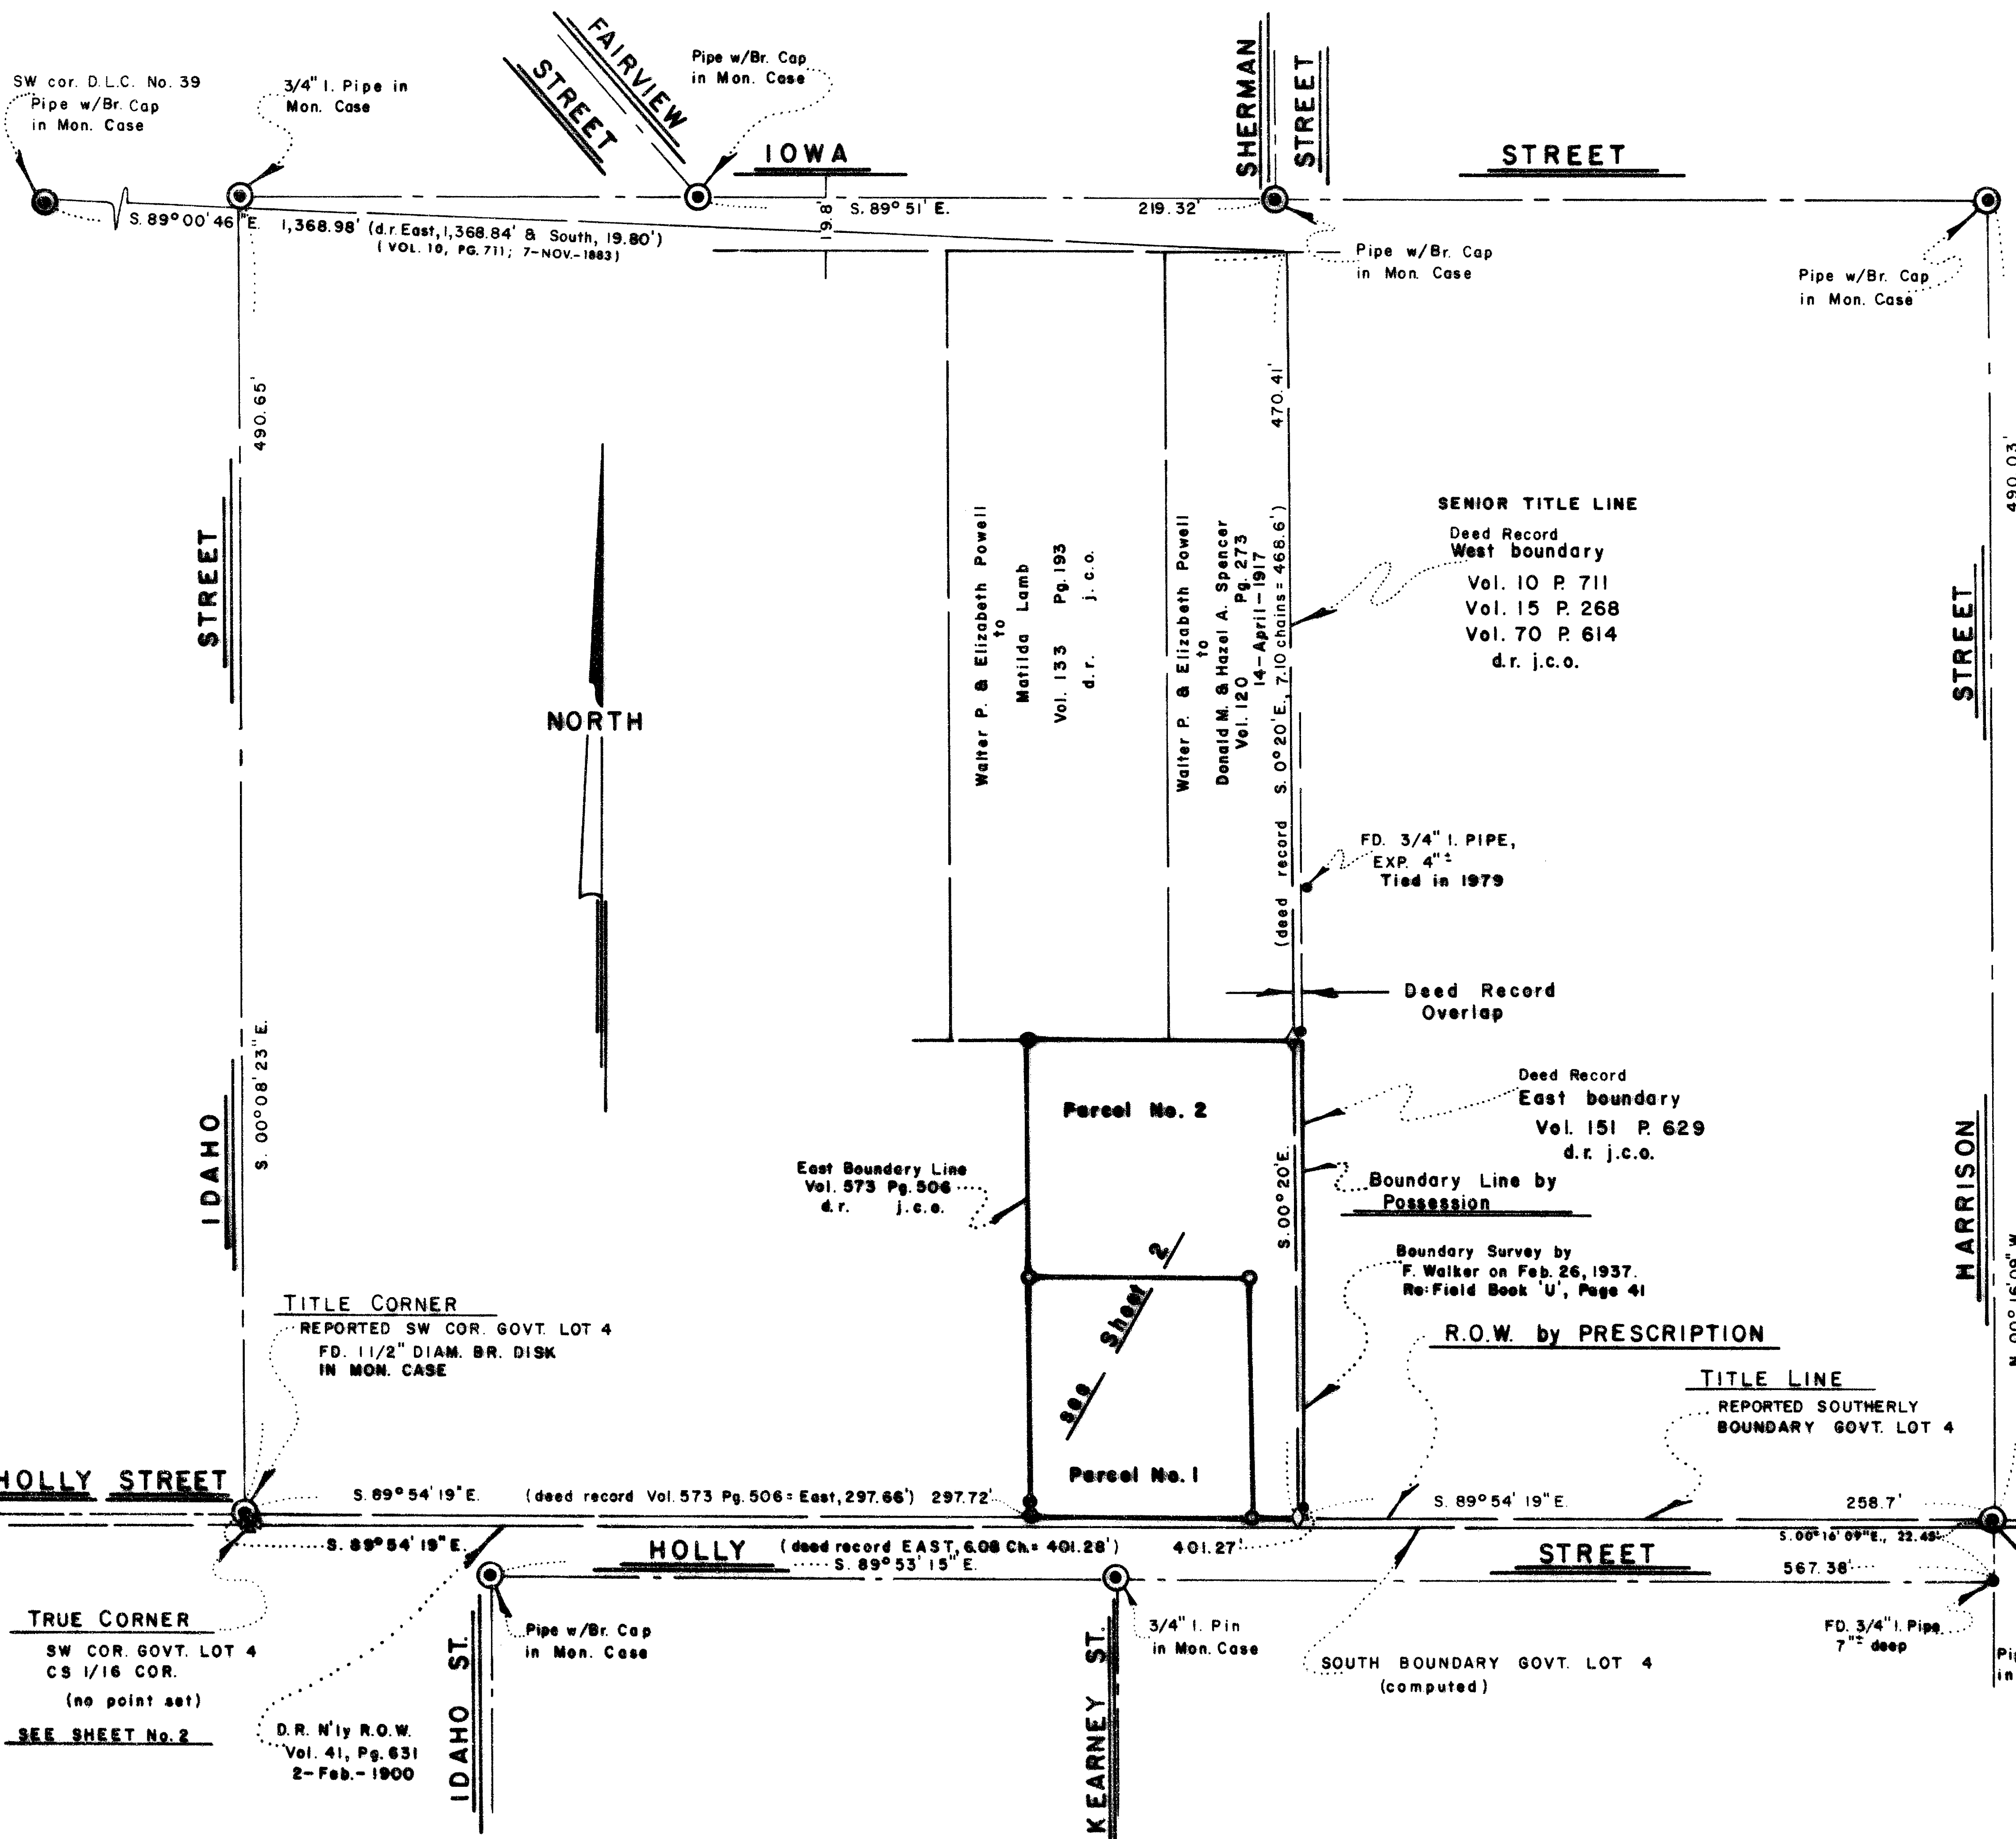 SW cor. D.L.C. No. 39
Pipe w/Br. Cap
in Mon. Case
3/4" I. Pipe in
Mon. Case
FAIRVIEW
STREET
Pipe w/Br. Cap
in Mon. Case
IOWA
SHERMAN
STREET
STREET
S. 89° 00' 46" E. 1,368.98' (d.r. East, 1,368.84' & South, 19.80')
(VOL. 10, PG. 711; 7-NOV.-1883)
19.8
S. 89° 51' E.
219.32'
Pipe w/Br. Cap
in Mon. Case
Pipe w/Br. Cap
in Mon. Case
490.65'
470.41'
490.03'
STREET
NORTH
Walter P. & Elizabeth Powell
to
Matilda Lamb
Vol. 133 Pg. 193
d.r. j.c.o.
Walter P. & Elizabeth Powell
to
Donald M. & Hazel A. Spencer
Vol. 120 Pg. 273
14-April-1917
(deed record S. 0° 20' E, 7.10 chains = 468.6')
SENIOR TITLE LINE
Deed Record
West boundary
Vol. 10 P. 711
Vol. 15 P. 268
Vol. 70 P. 614
d.r. j.c.o.
STREET
FD. 3/4" I. PIPE,
EXP. 4"±
Tied in 1979
Deed Record
Overlap
S. 00° 08' 23" E.
IDAHO
Parcel No. 2
Deed Record
East boundary
Vol. 151 P. 629
d.r. j.c.o.
East Boundary Line
Vol. 573 Pg. 506
d.r. j.c.o.
S. 00° 20' E.
Boundary Line by
Possession
HARRISON
N. 00° 16' 09" W.
see Sheet 2
Boundary Survey by
F. Walker on Feb. 26, 1937.
Re: Field Book 'U', Page 41
TITLE CORNER
REPORTED SW COR. GOVT. LOT 4
FD. 1 1/2" DIAM. BR. DISK
IN MON. CASE
R.O.W. by PRESCRIPTION
TITLE LINE
REPORTED SOUTHERLY
BOUNDARY GOVT. LOT 4
Parcel No. 1
HOLLY STREET
S. 89° 54' 19" E. (deed record Vol. 573 Pg. 506 = East, 297.66') 297.72'
S. 89° 54' 19" E.
258.7'
S. 00° 16' 09" E., 22.45'
S. 89° 54' 19" E.
HOLLY
(deed record EAST, 6.08 Ch. = 401.28') 401.27'
S. 89° 53' 15" E.
STREET
567.38'
TRUE CORNER
SW COR. GOVT. LOT 4
CS 1/16 COR.
(no point set)
SEE SHEET No. 2
D.R. N'ly R.O.W.
Vol. 41, Pg. 631
2-Feb.-1900
IDAHO ST.
Pipe w/Br. Cap
in Mon. Case
KEARNEY ST.
3/4" I. Pin
in Mon. Case
SOUTH BOUNDARY GOVT. LOT 4
(computed)
FD. 3/4" I. Pipe
7"± deep
in